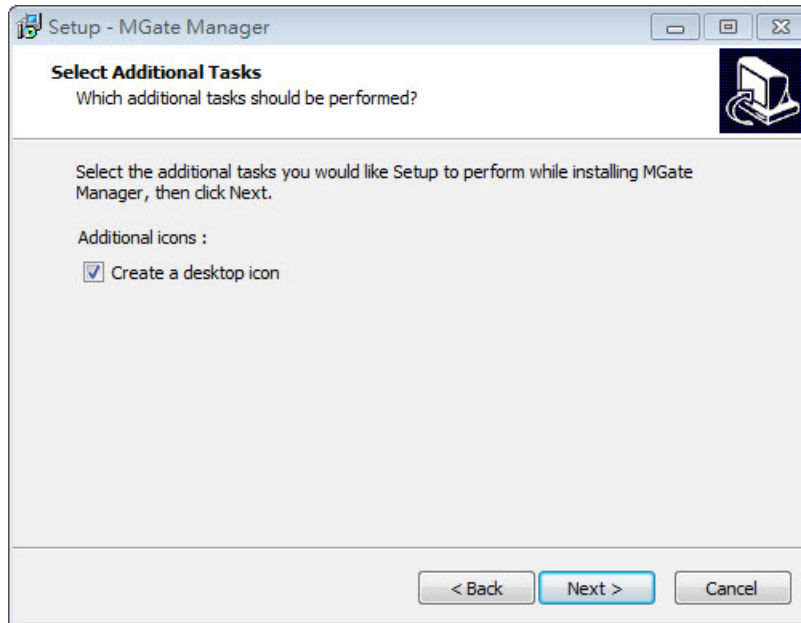 Setup - MGate Manager
Select Additional Tasks
Which additional tasks should be performed?
Select the additional tasks you would like Setup to perform while installing MGate
Manager, then click Next.
Additional icons :
Create a desktop icon
< Back
Next >
Cancel